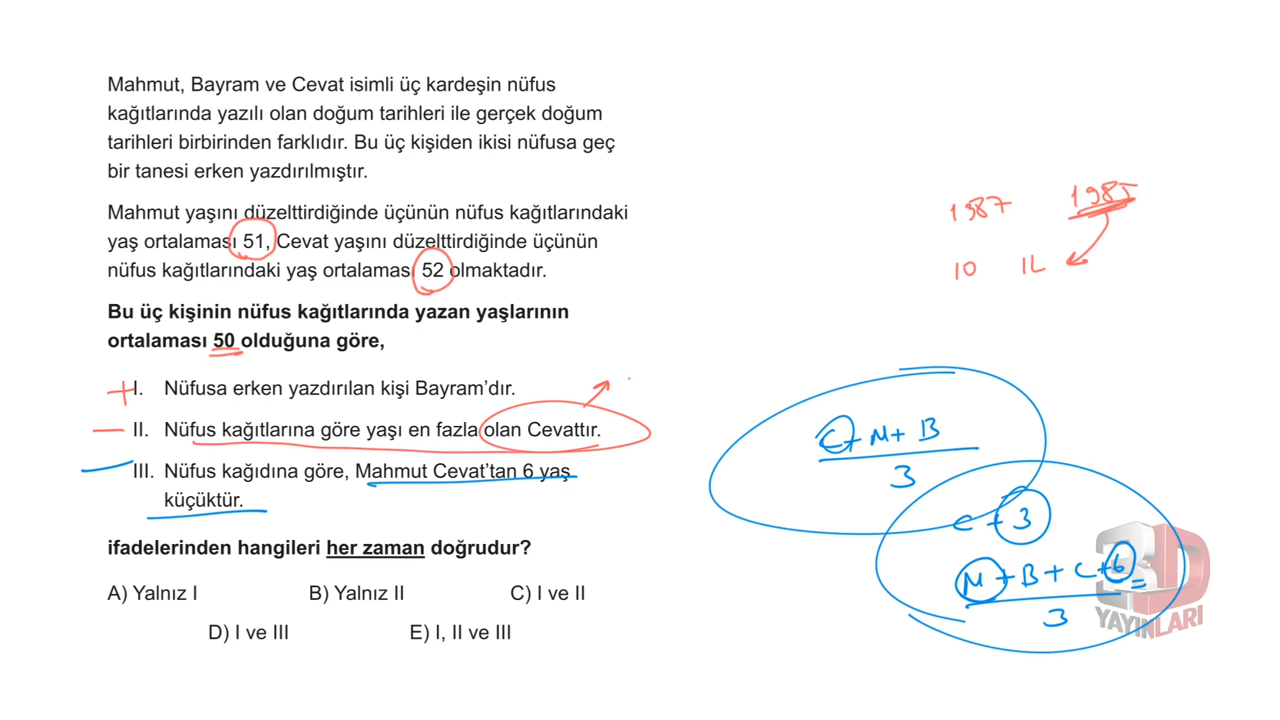 Mahmut, Bayram ve Cevat isimli üç kardeşin nüfus
kağıtlarında yazılı olan doğum tarihleri ile gerçek doğum
tarihleri birbirinden farklıdır. Bu üç kişiden ikisi nüfusa geç
bir tanesi erken yazdırılmıştır.
Mahmut yaşını düzelttirdiğinde üçünün nüfus kağıtlarındaki
yaş ortalaması 51, Cevat yaşını düzelttirdiğinde üçünün
nüfus kağıtlarındaki yaş ortalaması 52 olmaktadır.
Bu üç kişinin nüfus kağıtlarında yazan yaşlarının
ortalaması 50 olduğuna göre,
I. Nüfusa erken yazdırılan kişi Bayram'dır.
II. Nüfus kağıtlarına göre yaşı en fazla olan Cevattır.
III. Nüfus kağıdına göre, Mahmut Cevat'tan 6 yaş
küçüktür.
ifadelerinden hangileri her zaman doğrudur?
A) Yalnız I B) Yalnız II C) I ve II
D) I ve III E) I, II ve III
1987 1985
10 12
C + M + B
3
C + 3
M + B + C + 6 =
3
3D
YAYINLARI